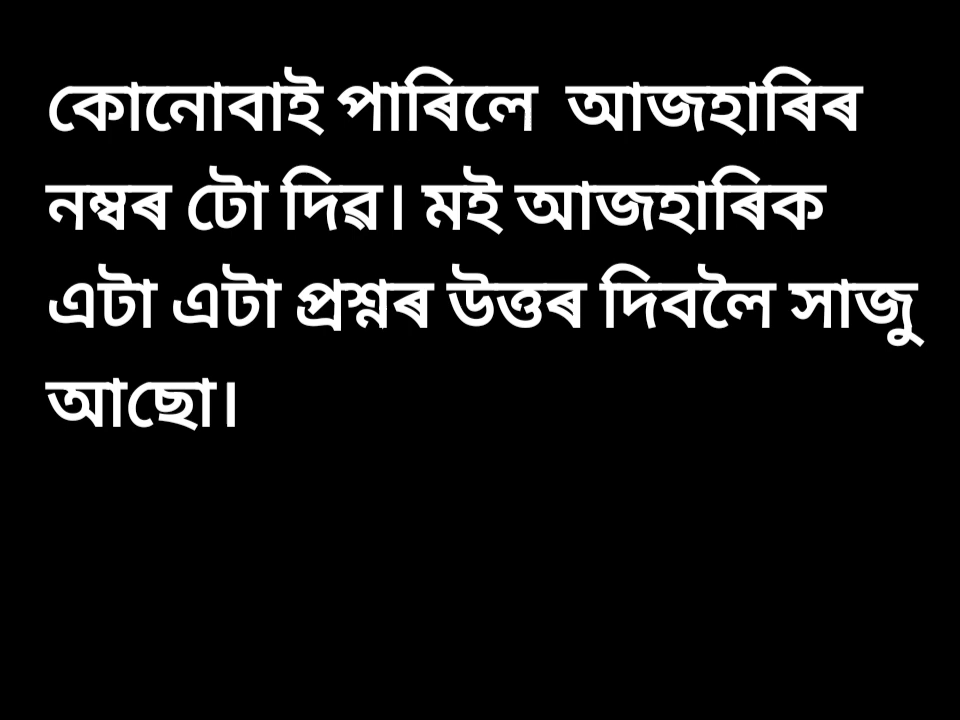 কোনোবাই পাৰিলে আজহাৰিৰ
নম্বৰ টো দিৱ। মই আজহাৰিক
এটা এটা প্ৰশ্নৰ উত্তৰ দিবলৈ সাজু
আছো।